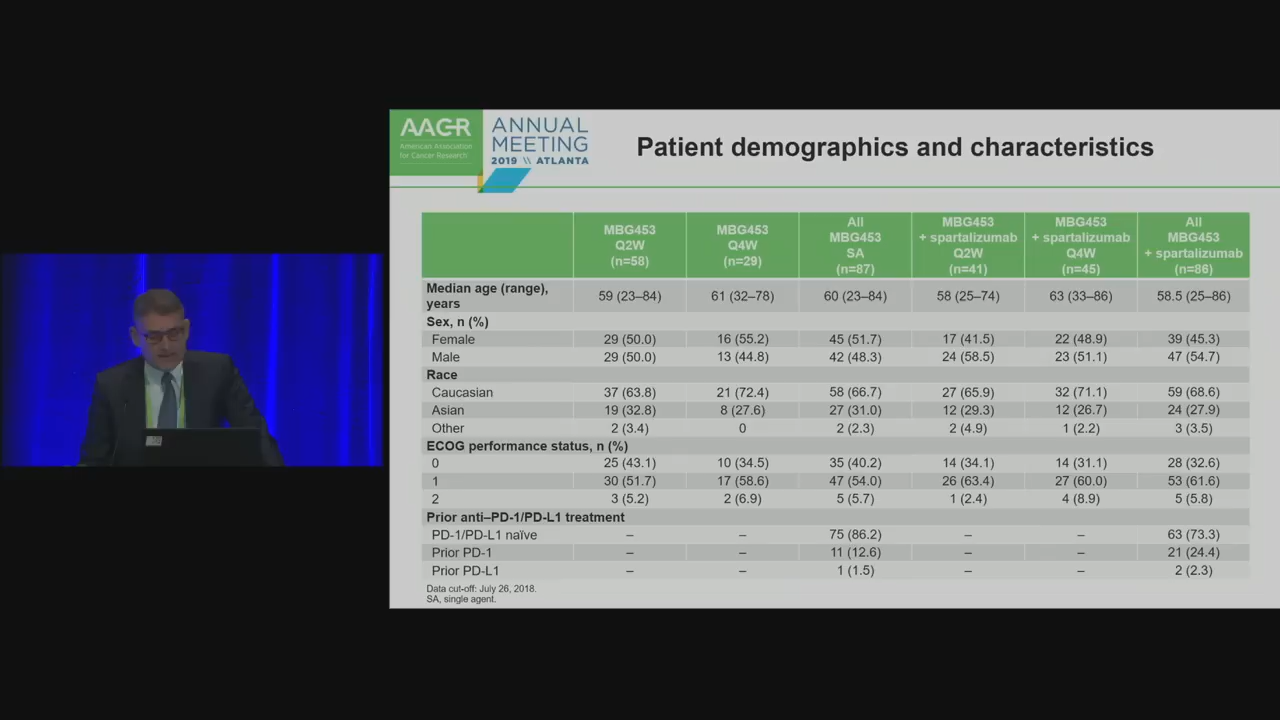 AACR
American Association
for Cancer Research
ANNUAL
MEETING
2019 \\ ATLANTA
Patient demographics and characteristics
MBG453 Q2W (n=58) MBG453 Q4W (n=29) All MBG453 SA (n=87) MBG453 + spartalizumab Q2W (n=41) MBG453 + spartalizumab Q4W (n=45) All MBG453 + spartalizumab (n=86)
Median age (range), years 59 (23–84) 61 (32–78) 60 (23–84) 58 (25–74) 63 (33–86) 58.5 (25–86)
Sex, n (%)
Female 29 (50.0) 16 (55.2) 45 (51.7) 17 (41.5) 22 (48.9) 39 (45.3)
Male 29 (50.0) 13 (44.8) 42 (48.3) 24 (58.5) 23 (51.1) 47 (54.7)
Race
Caucasian 37 (63.8) 21 (72.4) 58 (66.7) 27 (65.9) 32 (71.1) 59 (68.6)
Asian 19 (32.8) 8 (27.6) 27 (31.0) 12 (29.3) 12 (26.7) 24 (27.9)
Other 2 (3.4) 0 2 (2.3) 2 (4.9) 1 (2.2) 3 (3.5)
ECOG performance status, n (%)
0 25 (43.1) 10 (34.5) 35 (40.2) 14 (34.1) 14 (31.1) 28 (32.6)
1 30 (51.7) 17 (58.6) 47 (54.0) 26 (63.4) 27 (60.0) 53 (61.6)
2 3 (5.2) 2 (6.9) 5 (5.7) 1 (2.4) 4 (8.9) 5 (5.8)
Prior anti–PD-1/PD-L1 treatment
PD-1/PD-L1 naïve – – 75 (86.2) – – 63 (73.3)
Prior PD-1 – – 11 (12.6) – – 21 (24.4)
Prior PD-L1 – – 1 (1.5) – – 2 (2.3)
Data cut-off: July 26, 2018.
SA, single agent.